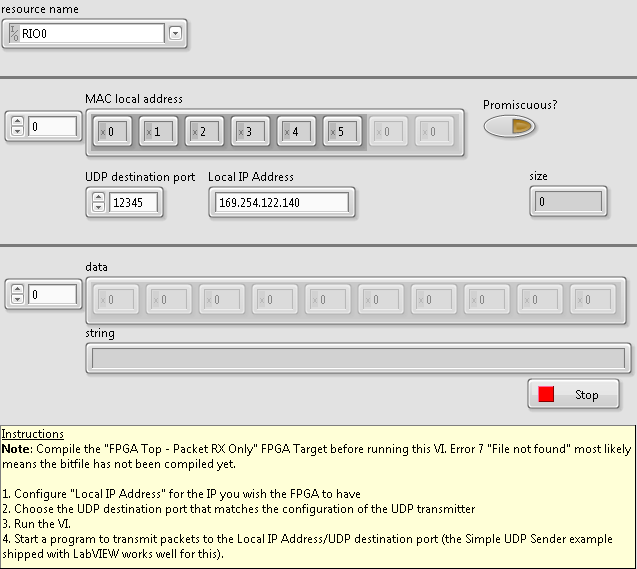 resource name
I/O RIO0
MAC local address
Promiscuous?
0
x 0 x 1 x 2 x 3 x 4 x 5 x 0 x 0
UDP destination port Local IP Address size
12345 169.254.122.140 0
data
0
x 0 x 0 x 0 x 0 x 0 x 0 x 0 x 0 x 0 x 0
string
Stop
Instructions
Note: Compile the "FPGA Top - Packet RX Only" FPGA Target before running this VI. Error 7 "File not found" most likely
means the bitfile has not been compiled yet.
1. Configure "Local IP Address" for the IP you wish the FPGA to have
2. Choose the UDP destination port that matches the configuration of the UDP transmitter
3. Run the VI.
4. Start a program to transmit packets to the Local IP Address/UDP destination port (the Simple UDP Sender example
shipped with LabVIEW works well for this).